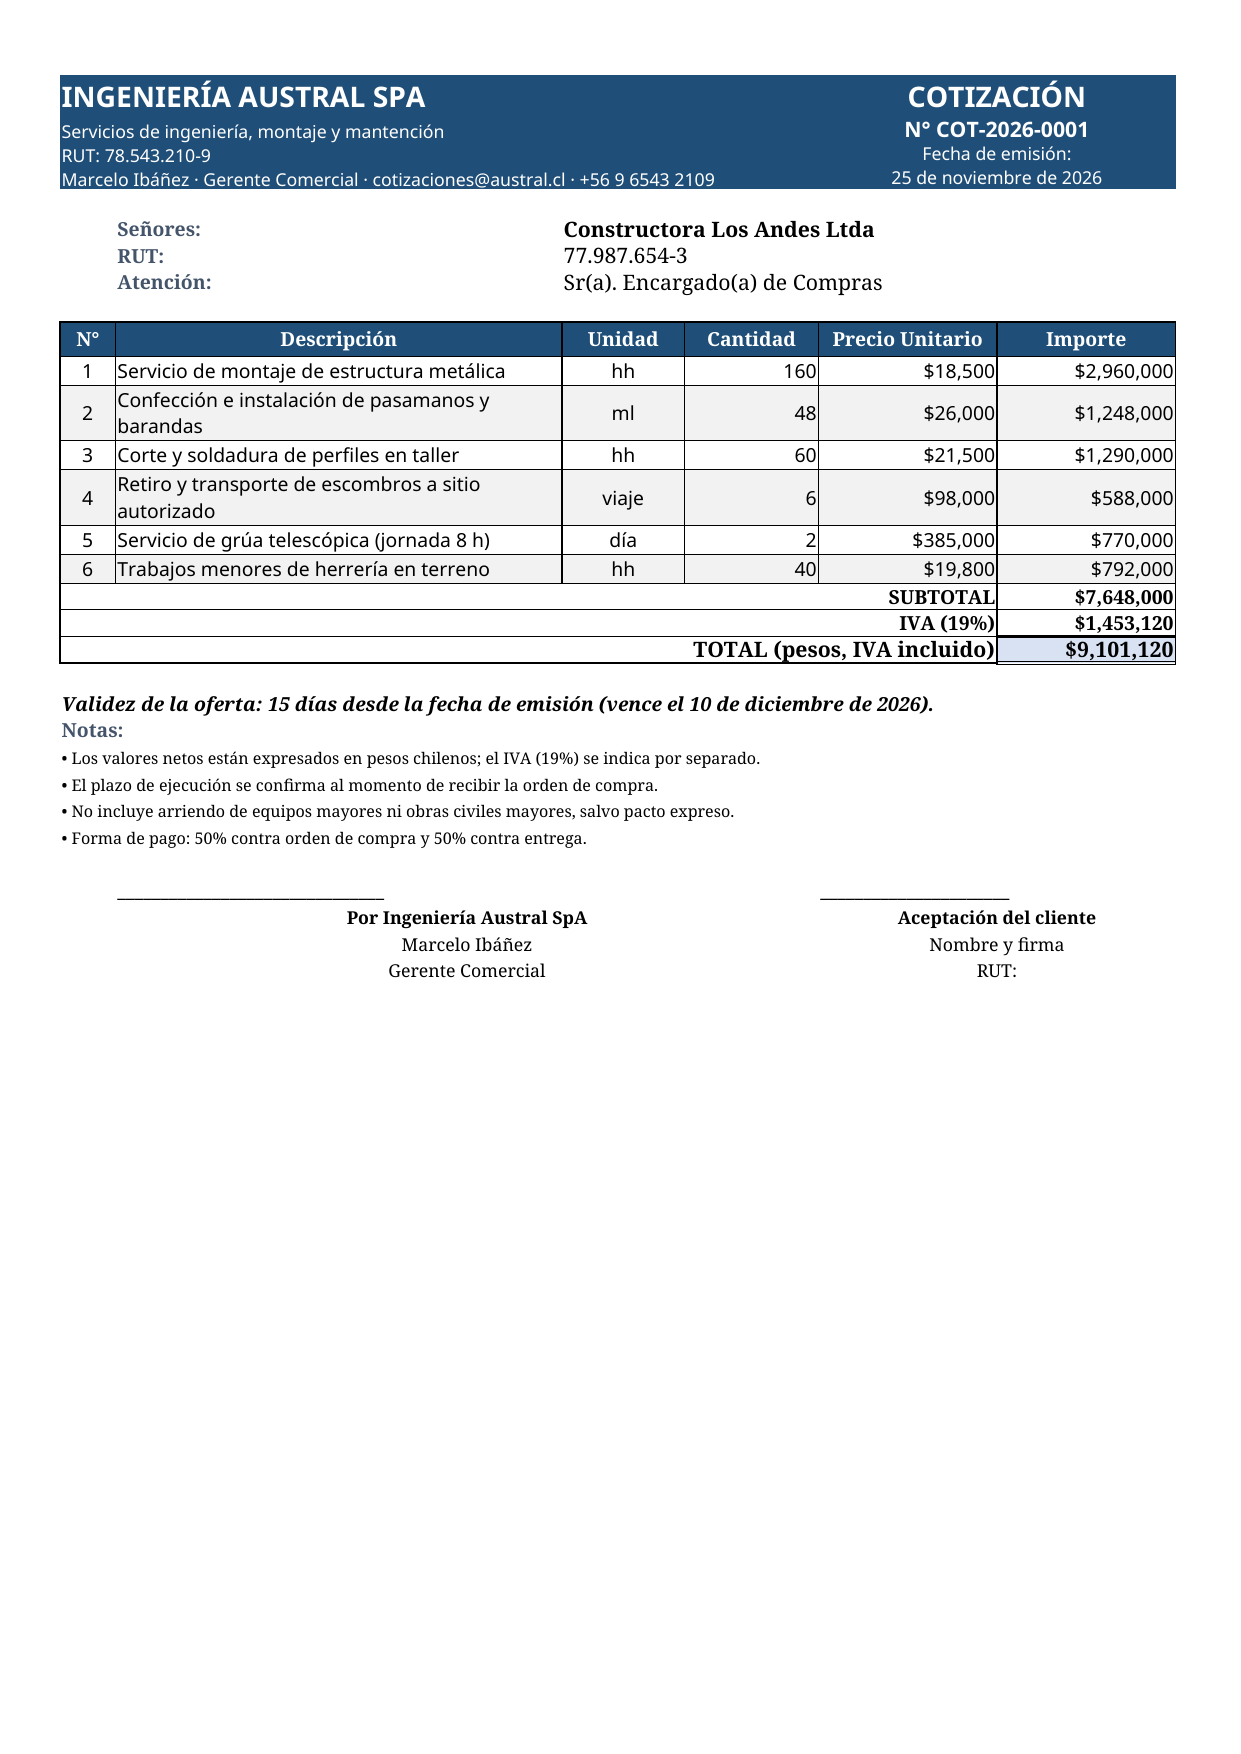 INGENIERÍA AUSTRAL SPA
COTIZACIÓN
Servicios de ingeniería, montaje y mantención
N° COT-2026-0001
RUT: 78.543.210-9
Fecha de emisión:
Marcelo Ibáñez · Gerente Comercial · cotizaciones@austral.cl · +56 9 6543 2109
25 de noviembre de 2026
Señores: Constructora Los Andes Ltda
RUT: 77.987.654-3
Atención: Sr(a). Encargado(a) de Compras
N° Descripción Unidad Cantidad Precio Unitario Importe
1 Servicio de montaje de estructura metálica hh 160 $18,500 $2,960,000
2 Confección e instalación de pasamanos y
barandas ml 48 $26,000 $1,248,000
3 Corte y soldadura de perfiles en taller hh 60 $21,500 $1,290,000
4 Retiro y transporte de escombros a sitio
autorizado viaje 6 $98,000 $588,000
5 Servicio de grúa telescópica (jornada 8 h) día 2 $385,000 $770,000
6 Trabajos menores de herrería en terreno hh 40 $19,800 $792,000
SUBTOTAL $7,648,000
IVA (19%) $1,453,120
TOTAL (pesos, IVA incluido) $9,101,120
Validez de la oferta: 15 días desde la fecha de emisión (vence el 10 de diciembre de 2026).
Notas:
• Los valores netos están expresados en pesos chilenos; el IVA (19%) se indica por separado.
• El plazo de ejecución se confirma al momento de recibir la orden de compra.
• No incluye arriendo de equipos mayores ni obras civiles mayores, salvo pacto expreso.
• Forma de pago: 50% contra orden de compra y 50% contra entrega.
Por Ingeniería Austral SpA Aceptación del cliente
Marcelo Ibáñez Nombre y firma
Gerente Comercial RUT: